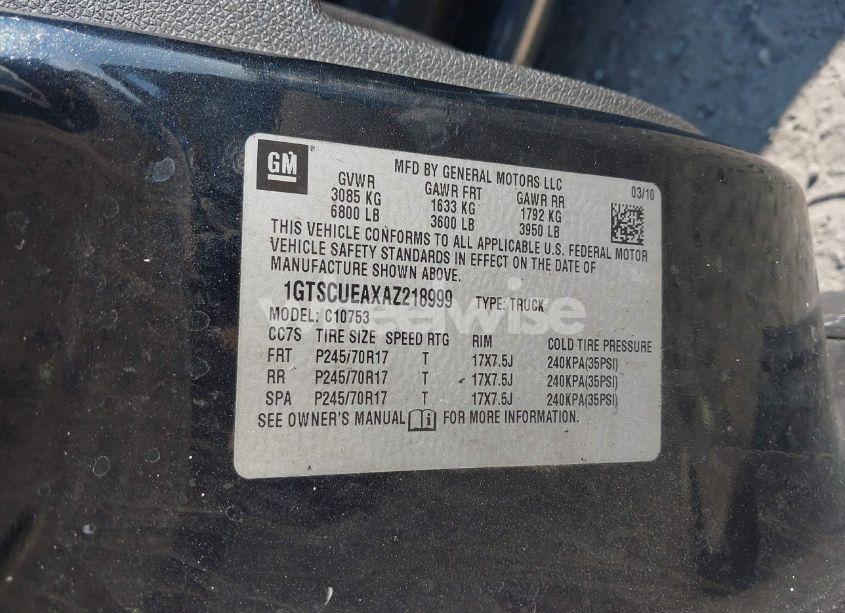 GM
MFD BY GENERAL MOTORS LLC
03/10
GVWR GAWR FRT GAWR RR
3085 KG 1633 KG 1792 KG
6800 LB 3600 LB 3950 LB
THIS VEHICLE CONFORMS TO ALL APPLICABLE U.S. FEDERAL MOTOR
VEHICLE SAFETY STANDARDS IN EFFECT ON THE DATE OF
MANUFACTURE SHOWN ABOVE.
1GTSCUEAXAZ218999 TYPE: TRUCK
MODEL: C10753
CC7S TIRE SIZE SPEED RTG RIM COLD TIRE PRESSURE
FRT P245/70R17 T 17X7.5J 240KPA(35PSI)
RR P245/70R17 T 17X7.5J 240KPA(35PSI)
SPA P245/70R17 T 17X7.5J 240KPA(35PSI)
SEE OWNER'S MANUAL FOR MORE INFORMATION.